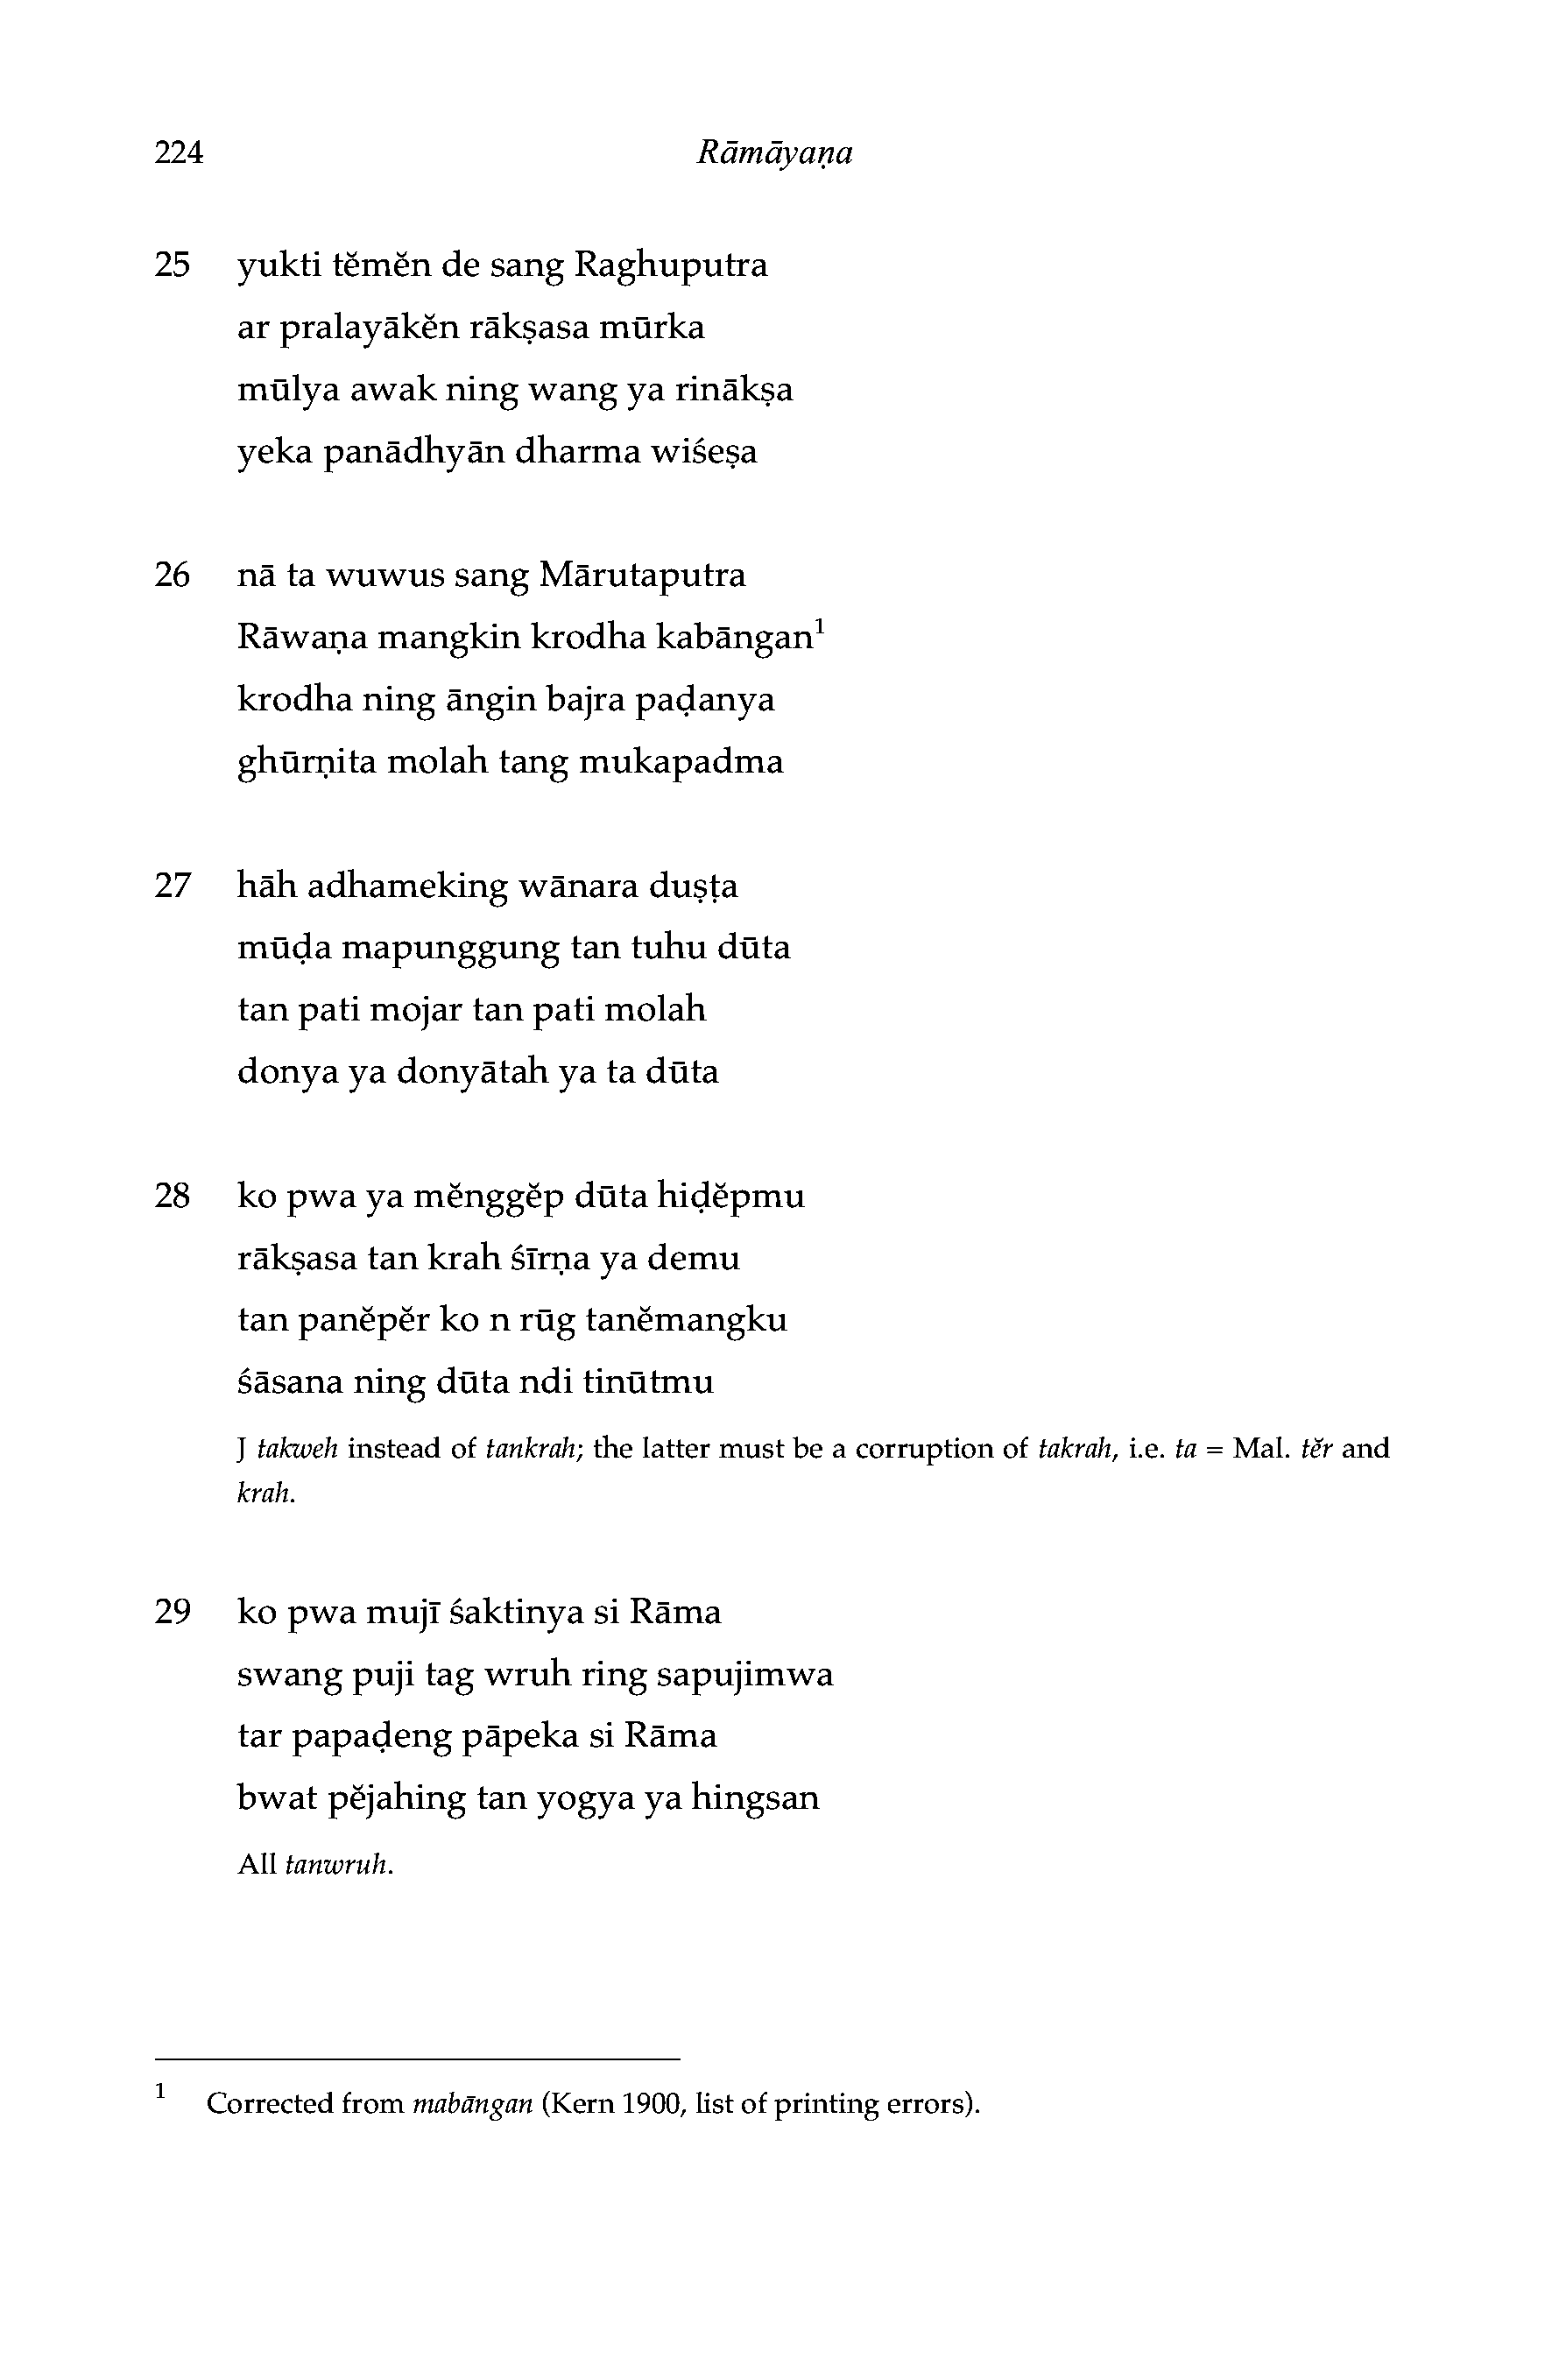 224 Rāmāyaṇa
25 yukti tĕmĕn de sang Raghuputra
ar pralayākĕn rākṣasa mūrka
mūlya awak ning wang ya rinākṣa
yeka panādhyān dharma wiśeṣa
26 nā ta wuwus sang Mārutaputra
Rāwaṇa mangkin krodha kabāngan¹
krodha ning āngin bajra paḍanya
ghūrṇita molah tang mukapadma
27 hāh adhameking wānara duṣṭa
mūḍa mapunggung tan tuhu dūta
tan pati mojar tan pati molah
donya ya donyātah ya ta dūta
28 ko pwa ya mĕnggĕp dūta hiḍĕpmu
rākṣasa tan krah śīrṇa ya demu
tan panĕpĕr ko n rūg tanĕmangku
śāsana ning dūta ndi tinūtmu
J takweh instead of tankrah; the latter must be a corruption of takrah, i.e. ta = Mal. tĕr and
krah.
29 ko pwa mujī śaktinya si Rāma
swang puji tag wruh ring sapujimwa
tar papaḍeng pāpeka si Rāma
bwat pĕjahing tan yogya ya hingsan
All tanwruh.
¹ Corrected from mabāngan (Kern 1900, list of printing errors).